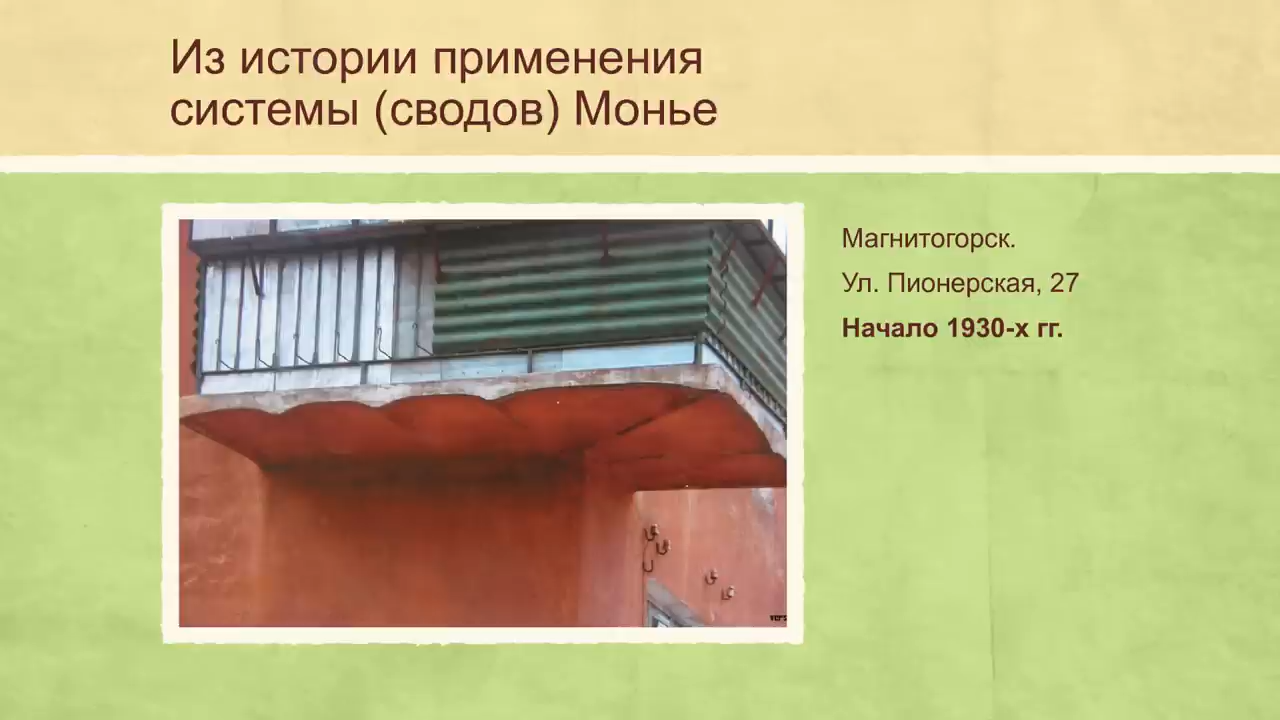 Из истории применения
системы (сводов) Монье
Магнитогорск.
Ул. Пионерская, 27
Начало 1930-х гг.